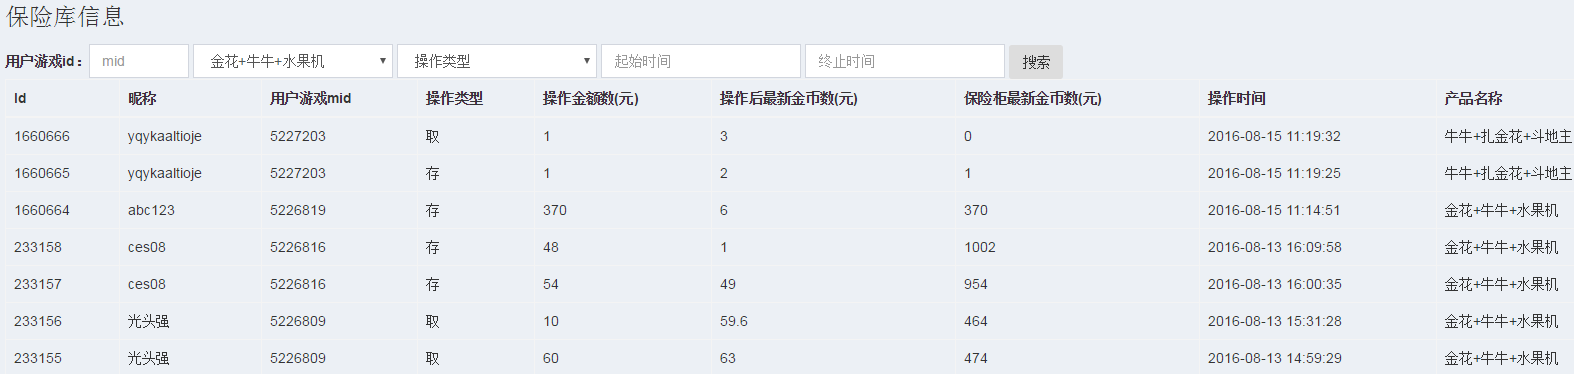 保险库信息
用户游戏id： mid 金花+牛牛+水果机 操作类型 起始时间 终止时间 搜索
Id 昵称 用户游戏mid 操作类型 操作金额数(元) 操作后最新金币数(元) 保险柜最新金币数(元) 操作时间 产品名称
1660666 yqykaaltioje 5227203 取 1 3 0 2016-08-15 11:19:32 牛牛+扎金花+斗地主
1660665 yqykaaltioje 5227203 存 1 2 1 2016-08-15 11:19:25 牛牛+扎金花+斗地主
1660664 abc123 5226819 存 370 6 370 2016-08-15 11:14:51 金花+牛牛+水果机
233158 ces08 5226816 存 48 1 1002 2016-08-13 16:09:58 金花+牛牛+水果机
233157 ces08 5226816 存 54 49 954 2016-08-13 16:00:35 金花+牛牛+水果机
233156 光头强 5226809 取 10 59.6 464 2016-08-13 15:31:28 金花+牛牛+水果机
233155 光头强 5226809 取 60 63 474 2016-08-13 14:59:29 金花+牛牛+水果机